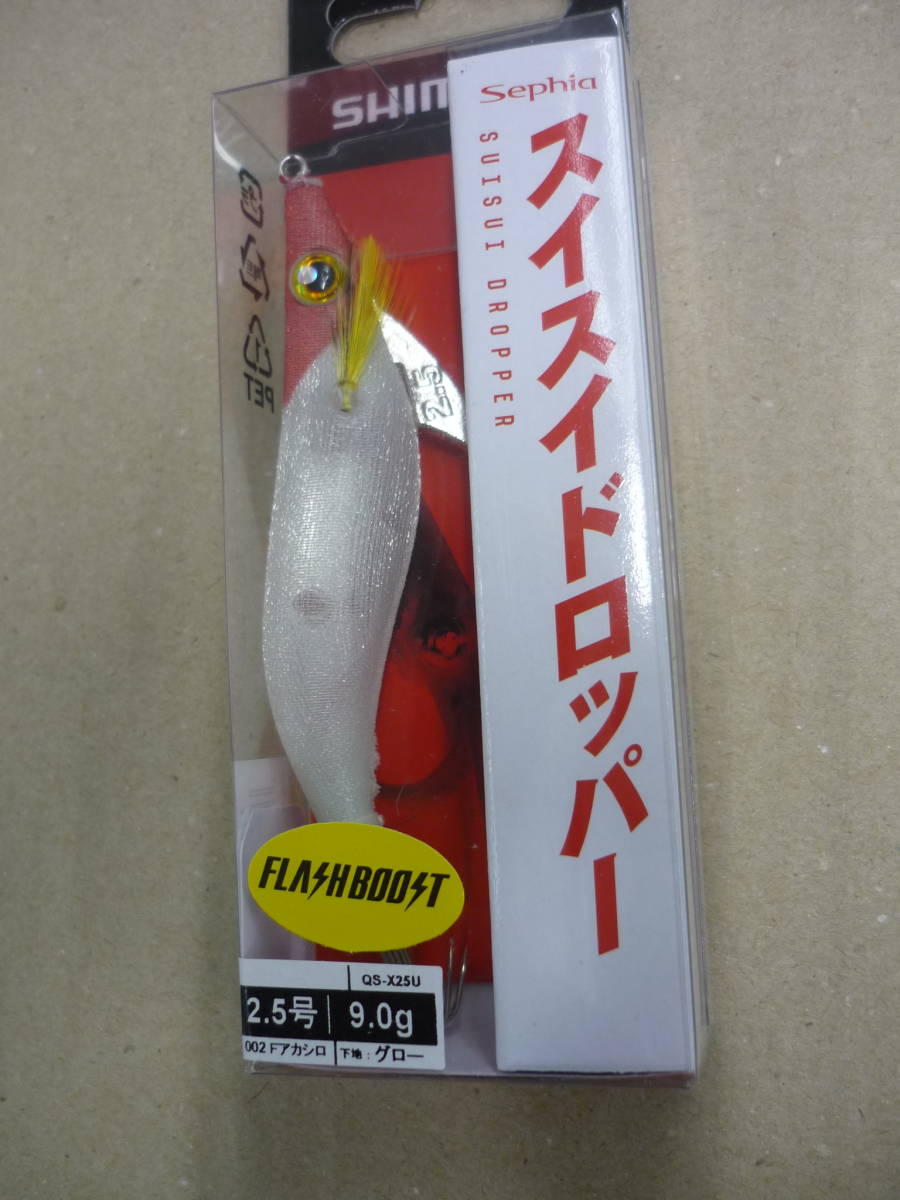 SHIM
Sephia
スイスイドロッパー
SUISUI DROPPER
PET
2.5
FLASHBOOST
QS-X25U
2.5号 9.0g
002 Fアカシロ 下地:グロー